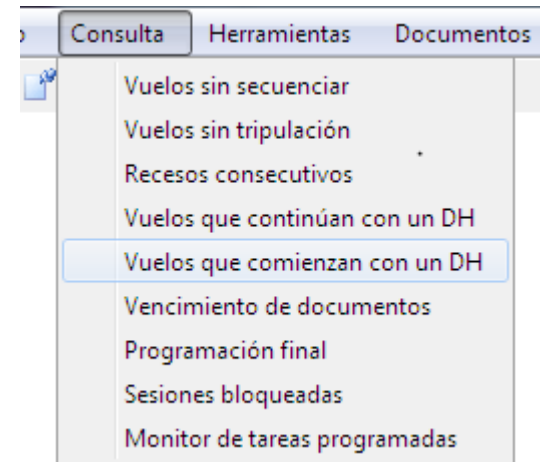 Consulta Herramientas Documentos
Vuelos sin secuenciar
Vuelos sin tripulación
Recesos consecutivos
Vuelos que continúan con un DH
Vuelos que comienzan con un DH
Vencimiento de documentos
Programación final
Sesiones bloqueadas
Monitor de tareas programadas